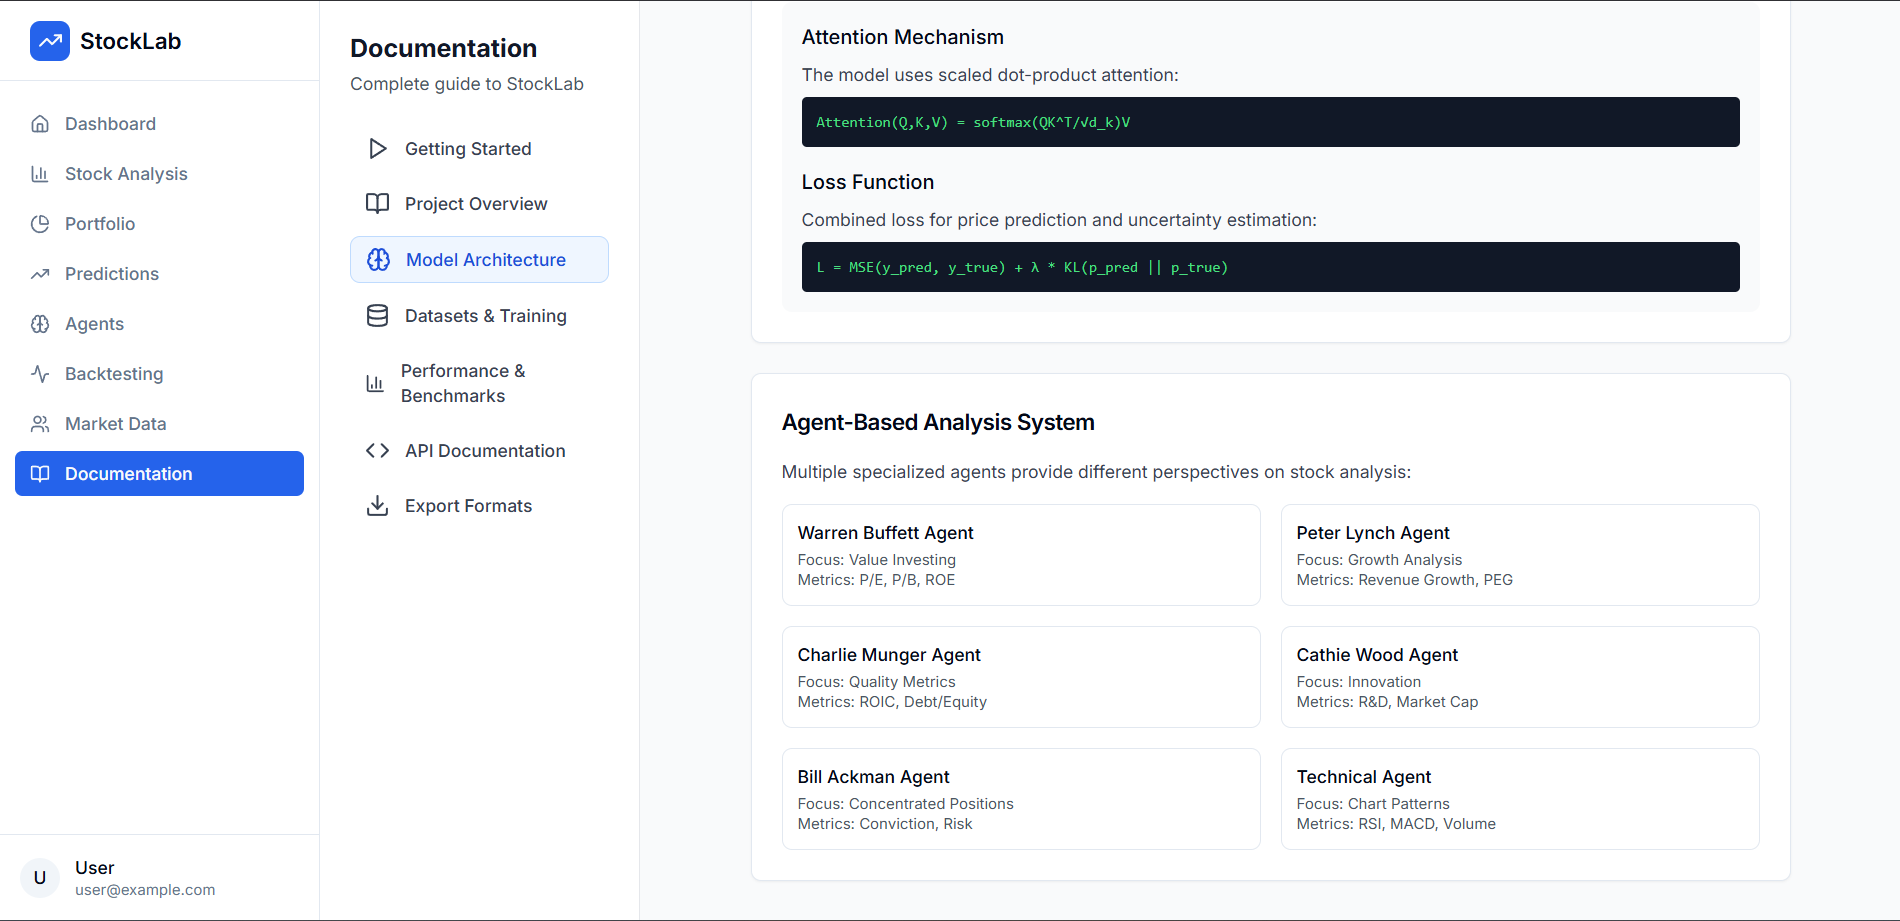 StockLab
Dashboard
Stock Analysis
Portfolio
Predictions
Agents
Backtesting
Market Data
Documentation
U
User
user@example.com
Documentation
Complete guide to StockLab
Getting Started
Project Overview
Model Architecture
Datasets & Training
Performance &
Benchmarks
API Documentation
Export Formats
Attention Mechanism
The model uses scaled dot-product attention:
Attention(Q,K,V) = softmax(QK^T/√d_k)V
Loss Function
Combined loss for price prediction and uncertainty estimation:
L = MSE(y_pred, y_true) + λ * KL(p_pred || p_true)
Agent-Based Analysis System
Multiple specialized agents provide different perspectives on stock analysis:
Warren Buffett Agent
Focus: Value Investing
Metrics: P/E, P/B, ROE
Peter Lynch Agent
Focus: Growth Analysis
Metrics: Revenue Growth, PEG
Charlie Munger Agent
Focus: Quality Metrics
Metrics: ROIC, Debt/Equity
Cathie Wood Agent
Focus: Innovation
Metrics: R&D, Market Cap
Bill Ackman Agent
Focus: Concentrated Positions
Metrics: Conviction, Risk
Technical Agent
Focus: Chart Patterns
Metrics: RSI, MACD, Volume